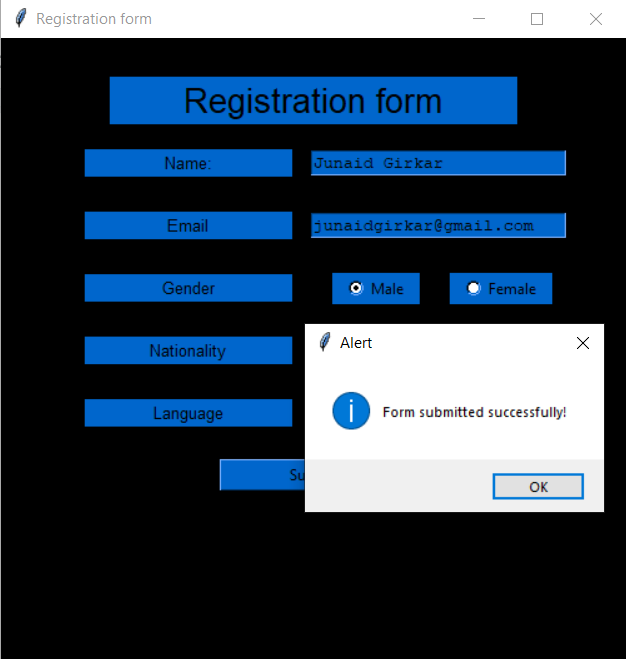 Registration form
Registration form
Name:
Junaid Girkar
Email
junaidgirkar@gmail.com
Gender
Male
Female
Nationality
Alert
Form submitted successfully!
Language
OK